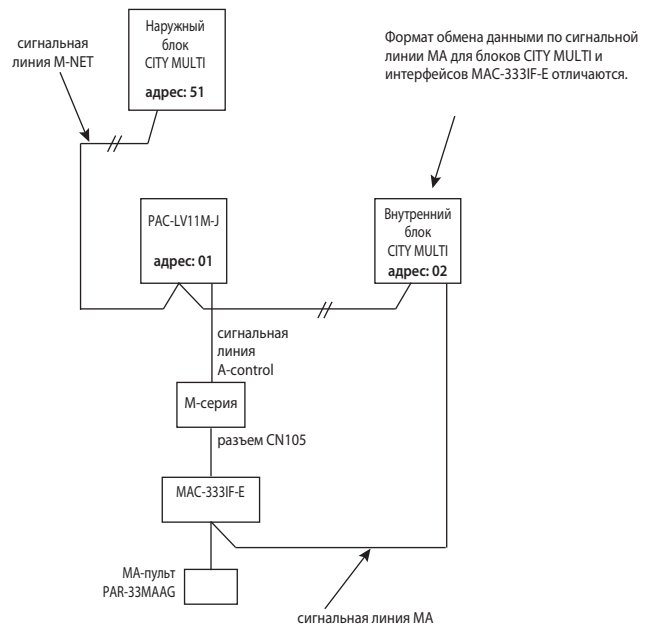 Наружный
блок
CITY MULTI
адрес: 51
сигнальная
линия M-NET
Формат обмена данными по сигнальной
линии МА для блоков CITY MULTI и
интерфейсов MAC-333IF-E отличаются.
PAC-LV11M-J
адрес: 01
Внутренний
блок
CITY MULTI
адрес: 02
сигнальная
линия
A-control
М-серия
разъем CN105
MAC-333IF-E
МА-пульт
PAR-33MAAG
сигнальная линия МА